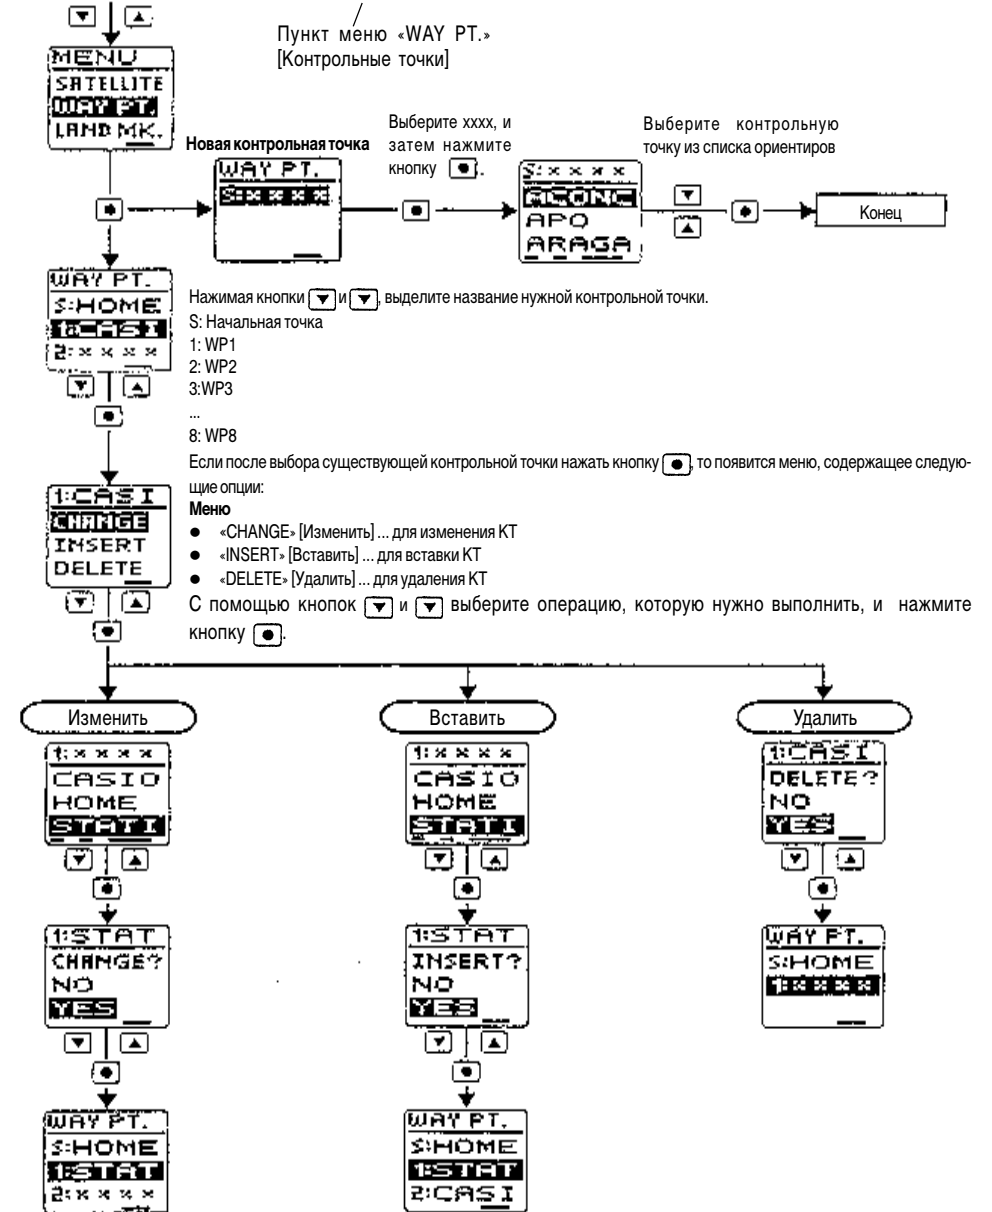 Пункт меню «WAY PT.»
[Контрольные точки]
MENU
SATELLITE
WAY PT.
LAND MK.
Новая контрольная точка
Выберите xxxx, и
затем нажмите
кнопку .
Выберите контрольную
точку из списка ориентиров
WAY PT.
S:××××
S:××××
ACONC
APO
ARAGA
Конец
WAY PT.
S:HOME
1:CASI
2:××××
Нажимая кнопки и , выделите название нужной контрольной точки.
S: Начальная точка
1: WP1
2: WP2
3:WP3
...
8: WP8
Если после выбора существующей контрольной точки нажать кнопку , то появится меню, содержащее следую-
щие опции:
Меню
● «CHANGE» [Изменить] ... для изменения КТ
● «INSERT» [Вставить] ... для вставки КТ
● «DELETE» [Удалить] ... для удаления КТ
С помощью кнопок и выберите операцию, которую нужно выполнить, и нажмите
кнопку .
1:CASI
CHANGE
INSERT
DELETE
Изменить
1:××××
CASIO
HOME
STATI
1:STAT
CHANGE?
NO
YES
WAY PT.
S:HOME
1:STAT
2:××××
Вставить
1:××××
CASIO
HOME
STATI
1:STAT
INSERT?
NO
YES
WAY PT.
S:HOME
1:STAT
2:CASI
Удалить
1:CASI
DELETE?
NO
YES
WAY PT.
S:HOME
1:××××